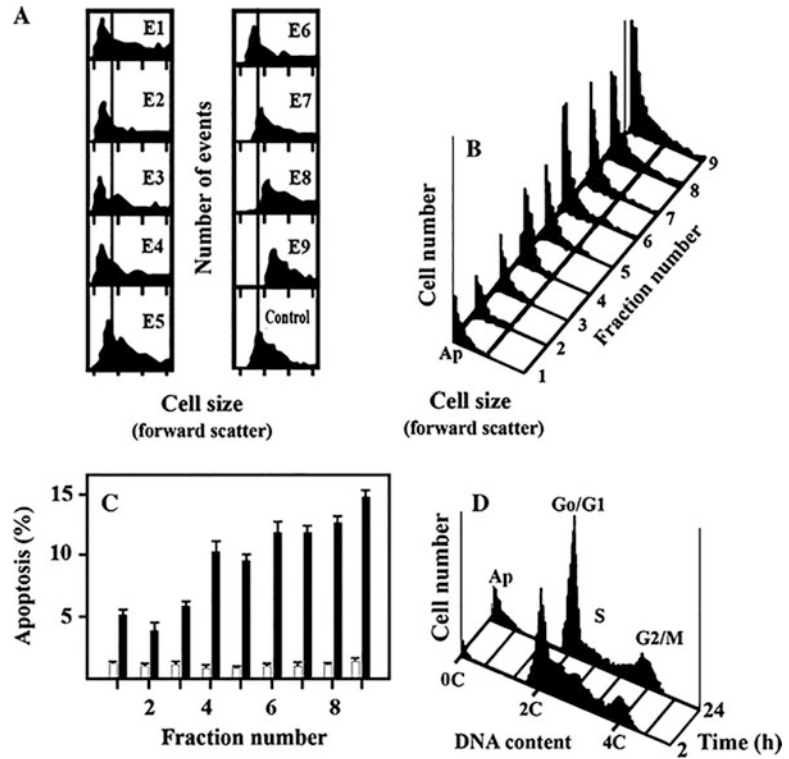 A
E1
E2
E3
E4
E5
Number of events
E6
E7
E8
E9
Control
Cell size
(forward scatter)
B
Cell number
Ap
1
2
3
4
5
6
7
8
9
Fraction number
Cell size
(forward scatter)
C
Apoptosis (%)
15
10
5
2
4
6
8
Fraction number
D
Cell number
Ap
Go/G1
S
G2/M
0C
2C
4C
DNA content
2
24
Time (h)